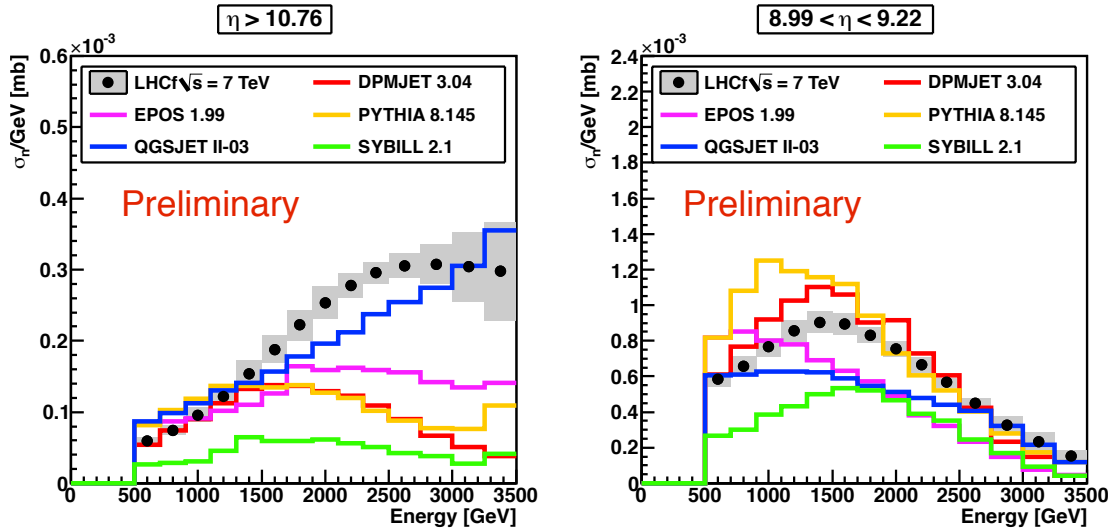 η > 10.76
×10⁻³
σₙ/GeV [mb]
0.6
0.5
0.4
0.3
0.2
0.1
0
LHCf √s = 7 TeV
DPMJET 3.04
EPOS 1.99
PYTHIA 8.145
QGSJET II-03
SYBILL 2.1
Preliminary
0 500 1000 1500 2000 2500 3000 3500
Energy [GeV]
8.99 < η < 9.22
×10⁻³
σₙ/GeV [mb]
2.4
2.2
2
1.8
1.6
1.4
1.2
1
0.8
0.6
0.4
0.2
0
LHCf √s = 7 TeV
DPMJET 3.04
EPOS 1.99
PYTHIA 8.145
QGSJET II-03
SYBILL 2.1
Preliminary
0 500 1000 1500 2000 2500 3000 3500
Energy [GeV]